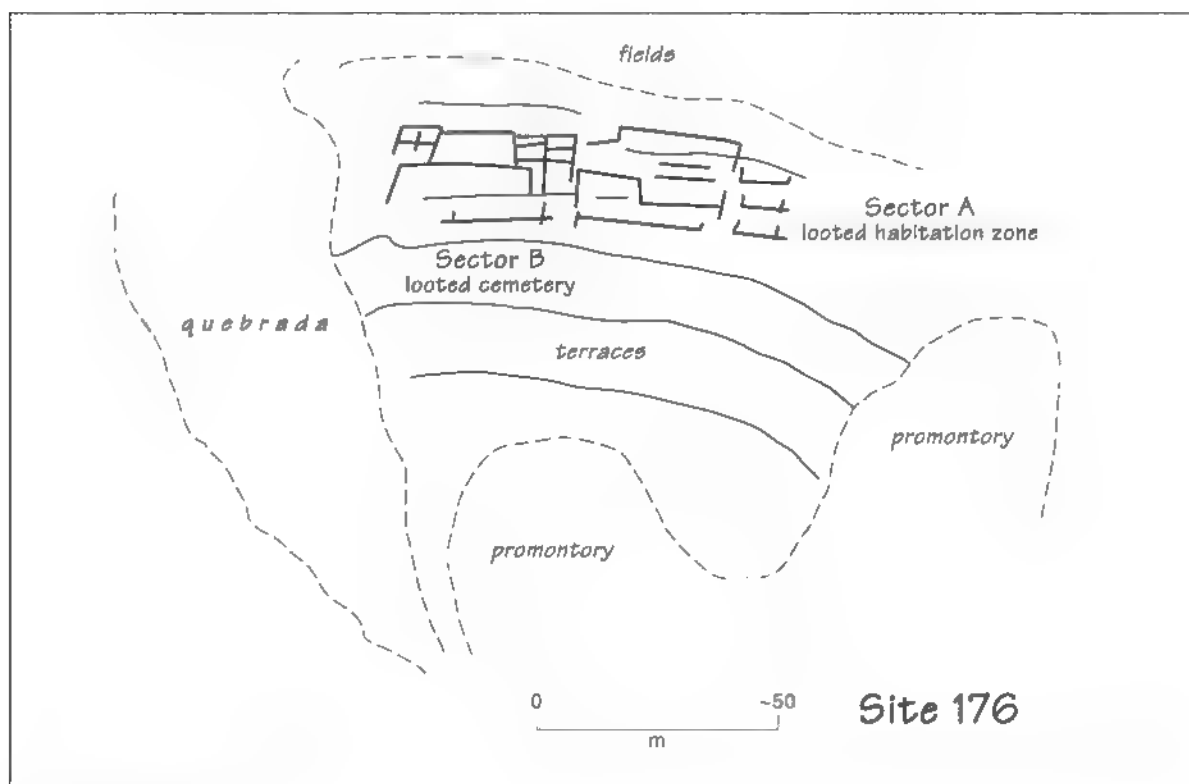 fields
Sector A
looted habitation zone
Sector B
looted cemetery
quebrada
terraces
promontory
promontory
0 ~50
m
Site 176